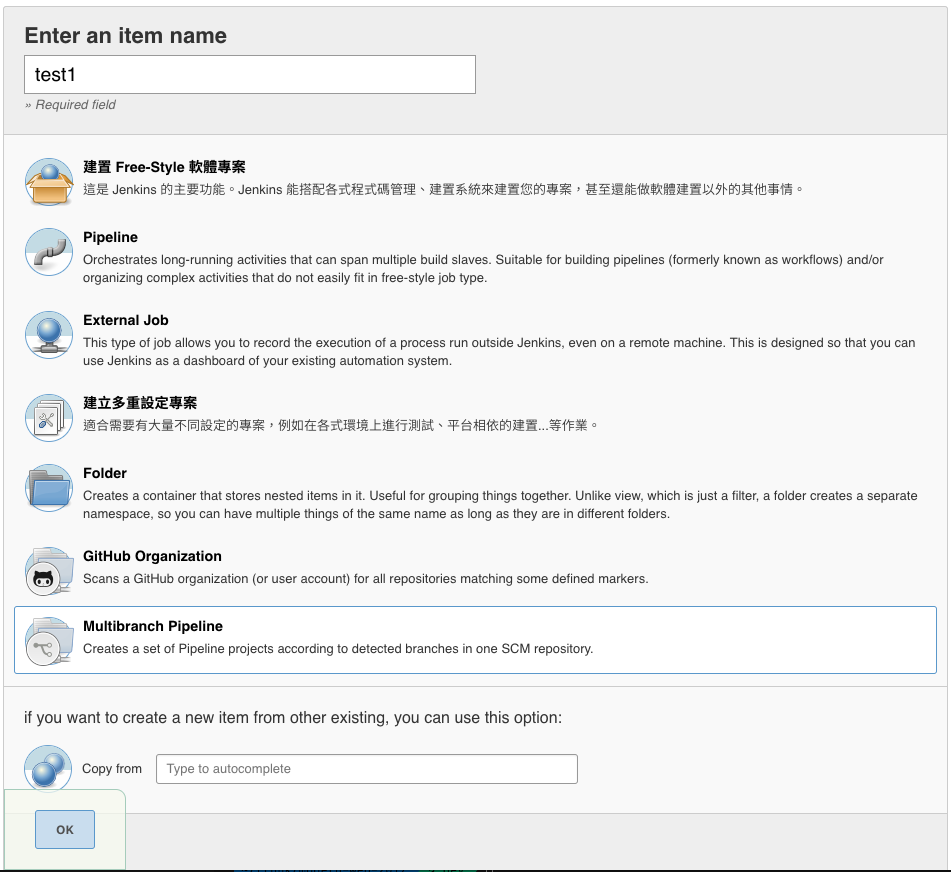 Enter an item name
test1
» Required field
建置 Free-Style 軟體專案
這是 Jenkins 的主要功能。Jenkins 能搭配各式程式碼管理、建置系統來建置您的專案，甚至還能做軟體建置以外的其他事情。
Pipeline
Orchestrates long-running activities that can span multiple build slaves. Suitable for building pipelines (formerly known as workflows) and/or
organizing complex activities that do not easily fit in free-style job type.
External Job
This type of job allows you to record the execution of a process run outside Jenkins, even on a remote machine. This is designed so that you can
use Jenkins as a dashboard of your existing automation system.
建立多重設定專案
適合需要有大量不同設定的專案，例如在各式環境上進行測試、平台相依的建置...等作業。
Folder
Creates a container that stores nested items in it. Useful for grouping things together. Unlike view, which is just a filter, a folder creates a separate
namespace, so you can have multiple things of the same name as long as they are in different folders.
GitHub Organization
Scans a GitHub organization (or user account) for all repositories matching some defined markers.
Multibranch Pipeline
Creates a set of Pipeline projects according to detected branches in one SCM repository.
if you want to create a new item from other existing, you can use this option:
Copy from
Type to autocomplete
OK